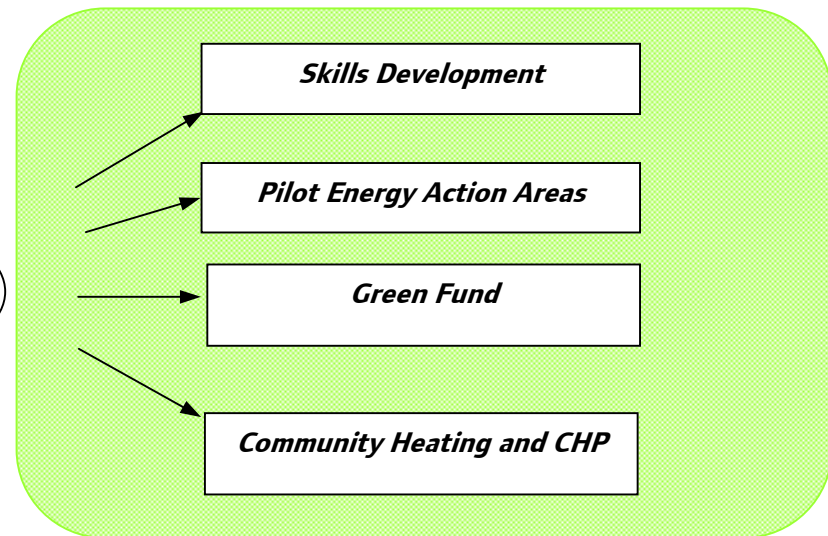 Skills Development
Pilot Energy Action Areas
Green Fund
Community Heating and CHP